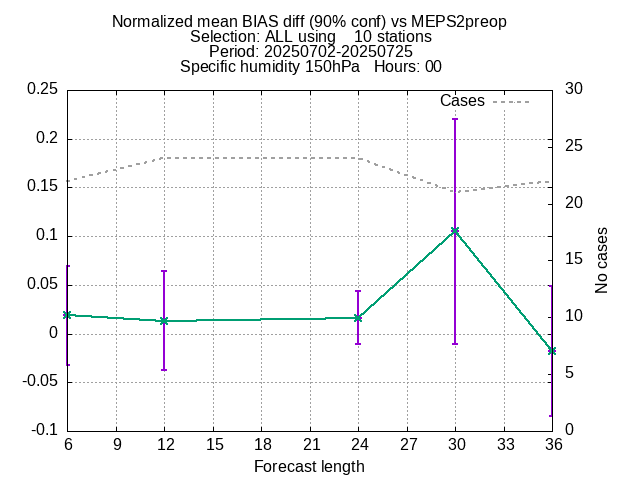 Normalized mean BIAS diff (90% conf) vs MEPS2preop
Selection: ALL using    10 stations
Period: 20250702-20250725
Specific humidity 150hPa   Hours: 00
Cases
0.25
0.2
0.15
0.1
0.05
0
-0.05
-0.1
30
25
20
15
10
5
0
No cases
6 9 12 15 18 21 24 27 30 33 36
Forecast length